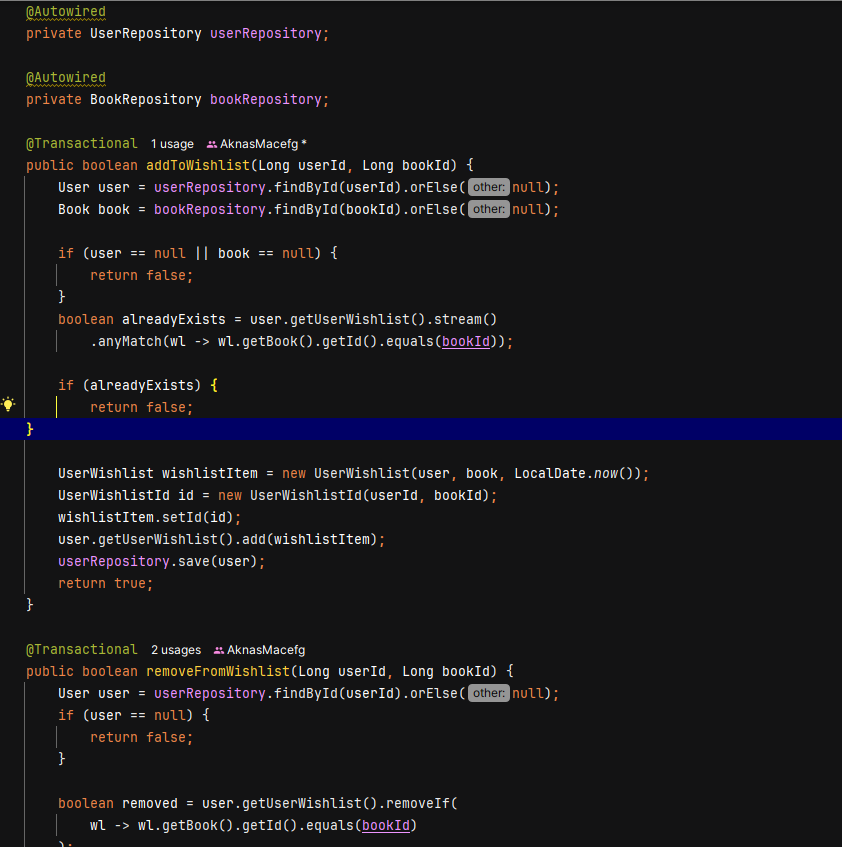 @Autowired
private UserRepository userRepository;
@Autowired
private BookRepository bookRepository;
@Transactional 1 usage AknasMacefg *
public boolean addToWishlist(Long userId, Long bookId) {
User user = userRepository.findById(userId).orElse( other: null);
Book book = bookRepository.findById(bookId).orElse( other: null);
if (user == null || book == null) {
return false;
}
boolean alreadyExists = user.getUserWishlist().stream()
.anyMatch(wl -> wl.getBook().getId().equals(bookId));
if (alreadyExists) {
return false;
}
UserWishlist wishlistItem = new UserWishlist(user, book, LocalDate.now());
UserWishlistId id = new UserWishlistId(userId, bookId);
wishlistItem.setId(id);
user.getUserWishlist().add(wishlistItem);
userRepository.save(user);
return true;
}
@Transactional 2 usages AknasMacefg
public boolean removeFromWishlist(Long userId, Long bookId) {
User user = userRepository.findById(userId).orElse( other: null);
if (user == null) {
return false;
}
boolean removed = user.getUserWishlist().removeIf(
wl -> wl.getBook().getId().equals(bookId)
);